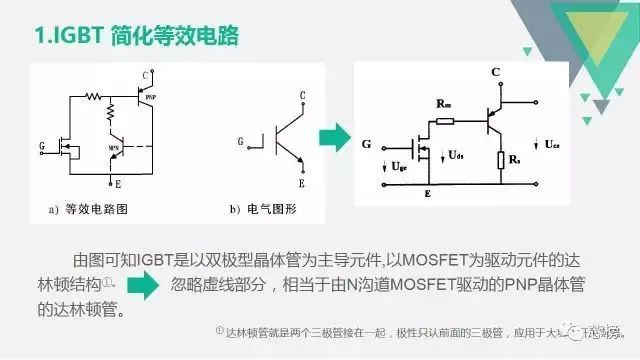 1.IGBT 简化等效电路
C
PNP
G
NPN
E
a) 等效电路图
C
G
E
b) 电气图形
C
Rm
G
Uge
Uds
Rs
Uce
E
由图可知IGBT是以双极型晶体管为主导元件,以MOSFET为驱动元件的达
林顿结构①。 忽略虚线部分，相当于由N沟道MOSFET驱动的PNP晶体管
的达林顿管。
① 达林顿管就是两个三极管接在一起，极性只认前面的三极管，应用于大